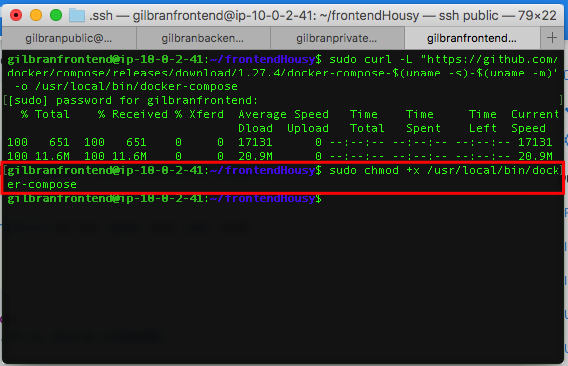 .ssh — gilbranfrontend@ip-10-0-2-41: ~/frontendHousy — ssh public — 79×22
gilbranpublic@... gilbranbacken... gilbranprivate... gilbranfrontend... +
gilbranfrontend@ip-10-0-2-41:~/frontendHousy$ sudo curl -L "https://github.com/
docker/compose/releases/download/1.27.4/docker-compose-$(uname -s)-$(uname -m)"
-o /usr/local/bin/docker-compose
[[sudo] password for gilbranfrontend:
% Total % Received % Xferd Average Speed Time Time Time Current
Dload Upload Total Spent Left Speed
100 651 100 651 0 0 17131 0 --:--:-- --:--:-- --:--:-- 17131
100 11.6M 100 11.6M 0 0 20.9M 0 --:--:-- --:--:-- --:--:-- 20.9M
[gilbranfrontend@ip-10-0-2-41:~/frontendHousy$ sudo chmod +x /usr/local/bin/dock]
er-compose
gilbranfrontend@ip-10-0-2-41:~/frontendHousy$